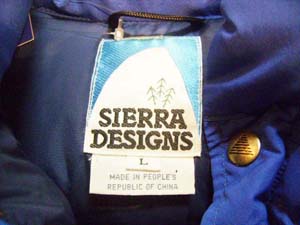 SIERRA
DESIGNS
L
MADE IN PEOPLE'S
REPUBLIC OF CHINA